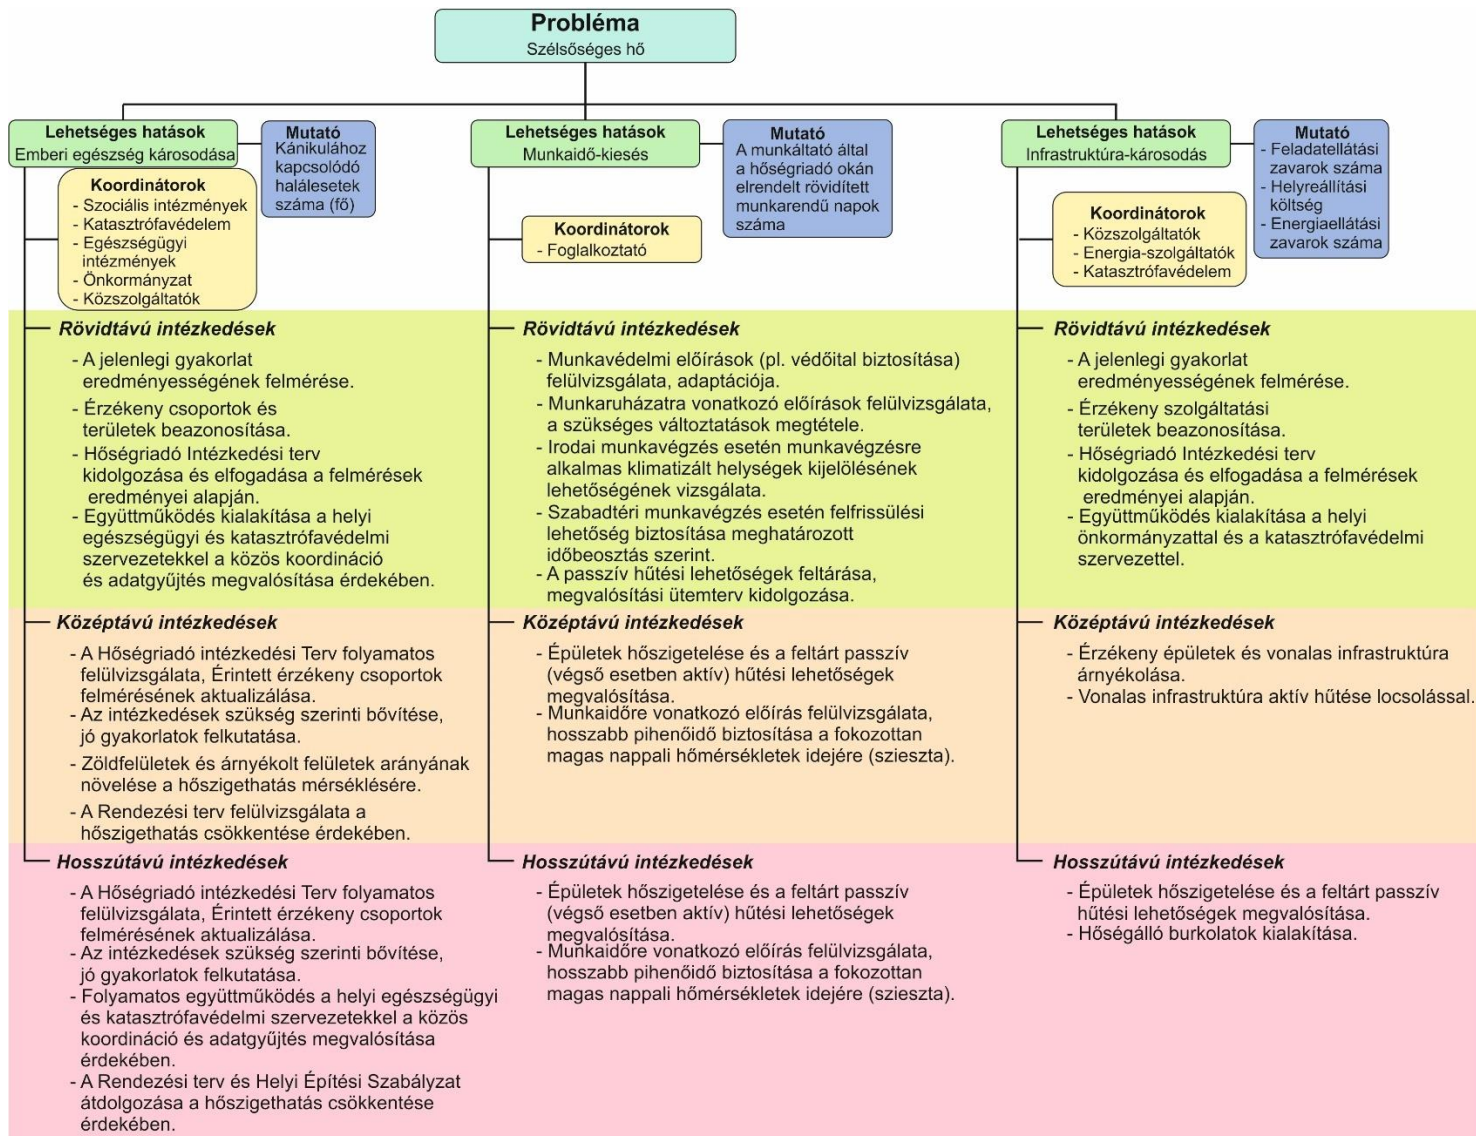 Probléma
Szélsőséges hő
Lehetséges hatások
Emberi egészség károsodása
Mutató
Kánikulához
kapcsolódó
halálesetek
száma (fő)
Koordinátorok
- Szociális intézmények
- Katasztrófavédelem
- Egészségügyi
intézmények
- Önkormányzat
- Közszolgáltatók
Rövidtávú intézkedések
- A jelenlegi gyakorlat
eredményességének felmérése.
- Érzékeny csoportok és
területek beazonosítása.
- Hőségriadó Intézkedési terv
kidolgozása és elfogadása a felmérések
eredményei alapján.
- Együttműködés kialakítása a helyi
egészségügyi és katasztrófavédelmi
szervezetekkel a közös koordináció
és adatgyűjtés megvalósítása érdekében.
Középtávú intézkedések
- A Hőségriadó intézkedési Terv folyamatos
felülvizsgálata, Érintett érzékeny csoportok
felmérésének aktualizálása.
- Az intézkedések szükség szerinti bővítése,
jó gyakorlatok felkutatása.
- Zöldfelületek és árnyékolt felületek arányának
növelése a hőszigethatás mérséklésére.
- A Rendezési terv felülvizsgálata a
hőszigethatás csökkentése érdekében.
Hosszútávú intézkedések
- A Hőségriadó intézkedési Terv folyamatos
felülvizsgálata, Érintett érzékeny csoportok
felmérésének aktualizálása.
- Az intézkedések szükség szerinti bővítése,
jó gyakorlatok felkutatása.
- Folyamatos együttműködés a helyi egészségügyi
és katasztrófavédelmi szervezetekkel a közös
koordináció és adatgyűjtés megvalósítása
érdekében.
- A Rendezési terv és Helyi Építési Szabályzat
átdolgozása a hőszigethatás csökkentése
érdekében.
Lehetséges hatások
Munkaidő-kiesés
Mutató
A munkáltató által
a hőségriadó okán
elrendelt rövidített
munkarendű napok
száma
Koordinátorok
- Foglalkoztató
Rövidtávú intézkedések
- Munkavédelmi előírások (pl. védőital biztosítása)
felülvizsgálata, adaptációja.
- Munkaruházatra vonatkozó előírások felülvizsgálata,
a szükséges változtatások megtétele.
- Irodai munkavégzés esetén munkavégzésre
alkalmas klimatizált helységek kijelölésének
lehetőségének vizsgálata.
- Szabadtéri munkavégzés esetén felfrissülési
lehetőség biztosítása meghatározott
időbeosztás szerint.
- A passzív hűtési lehetőségek feltárása,
megvalósítási ütemterv kidolgozása.
Középtávú intézkedések
- Épületek hőszigetelése és a feltárt passzív
(végső esetben aktív) hűtési lehetőségek
megvalósítása.
- Munkaidőre vonatkozó előírás felülvizsgálata,
hosszabb pihenőidő biztosítása a fokozottan
magas nappali hőmérsékletek idejére (szieszta).
Hosszútávú intézkedések
- Épületek hőszigetelése és a feltárt passzív
(végső esetben aktív) hűtési lehetőségek
megvalósítása.
- Munkaidőre vonatkozó előírás felülvizsgálata,
hosszabb pihenőidő biztosítása a fokozottan
magas nappali hőmérsékletek idejére (szieszta).
Lehetséges hatások
Infrastruktúra-károsodás
Mutató
- Feladatellátási
zavarok száma
- Helyreállítási
költség
- Energiaellátási
zavarok száma
Koordinátorok
- Közszolgáltatók
- Energia-szolgáltatók
- Katasztrófavédelem
Rövidtávú intézkedések
- A jelenlegi gyakorlat
eredményességének felmérése.
- Érzékeny szolgáltatási
területek beazonosítása.
- Hőségriadó Intézkedési terv
kidolgozása és elfogadása a felmérések
eredményei alapján.
- Együttműködés kialakítása a helyi
önkormányzattal és a katasztrófavédelmi
szervezettel.
Középtávú intézkedések
- Érzékeny épületek és vonalas infrastruktúra
árnyékolása.
- Vonalas infrastruktúra aktív hűtése locsolással.
Hosszútávú intézkedések
- Épületek hőszigetelése és a feltárt passzív
hűtési lehetőségek megvalósítása.
- Hőségálló burkolatok kialakítása.